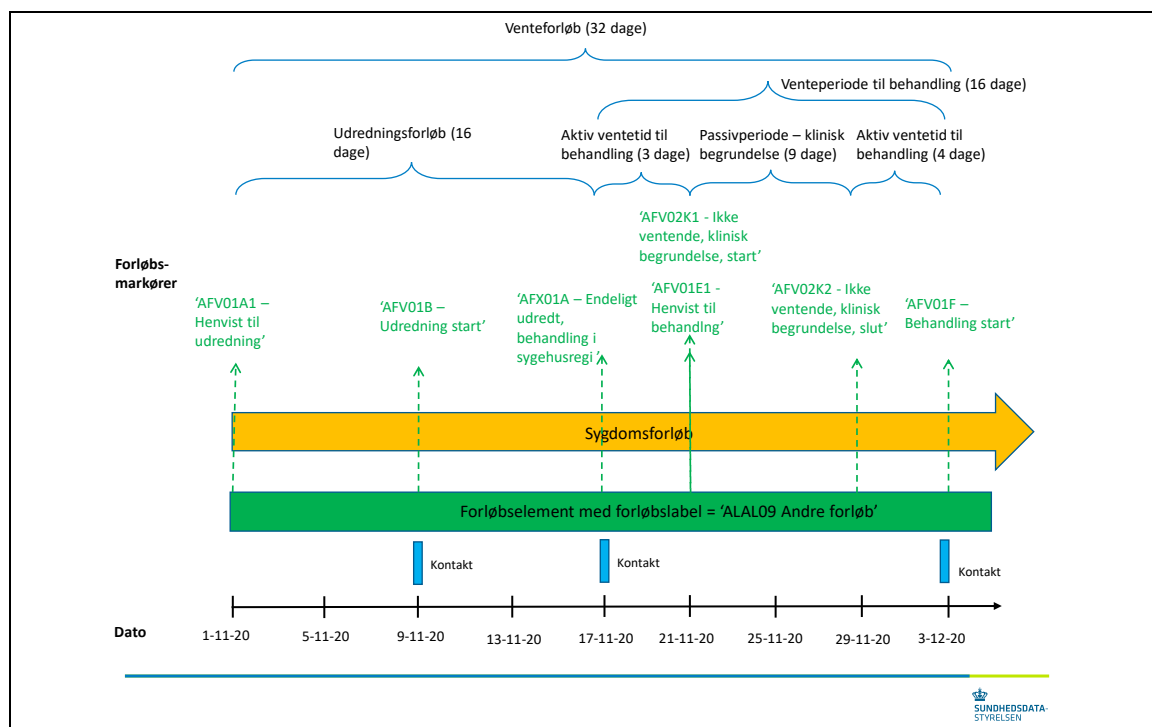 Venteforløb (32 dage)
Venteperiode til behandling (16 dage)
Udredningsforløb (16
dage)
Aktiv ventetid til
behandling (3 dage)
Passivperiode – klinisk
begrundelse (9 dage)
Aktiv ventetid til
behandling (4 dage)
Forløbs-
markører
‘AFV01A1 –
Henvist til
udredning’
‘AFV01B –
Udredning start’
‘AFX01A – Endeligt
udredt,
behandling i
sygehusregi ’
‘AFV02K1 - Ikke
ventende, klinisk
begrundelse, start’
‘AFV01E1 -
Henvist til
behandlng’
‘AFV02K2 - Ikke
ventende, klinisk
begrundelse, slut’
‘AFV01F –
Behandling start’
Sygdomsforløb
Forløbselement med forløbslabel = ‘ALAL09 Andre forløb’
Kontakt
Kontakt
Kontakt
Dato
1-11-20
5-11-20
9-11-20
13-11-20
17-11-20
21-11-20
25-11-20
29-11-20
3-12-20
SUNDHEDSDATA-
STYRELSEN